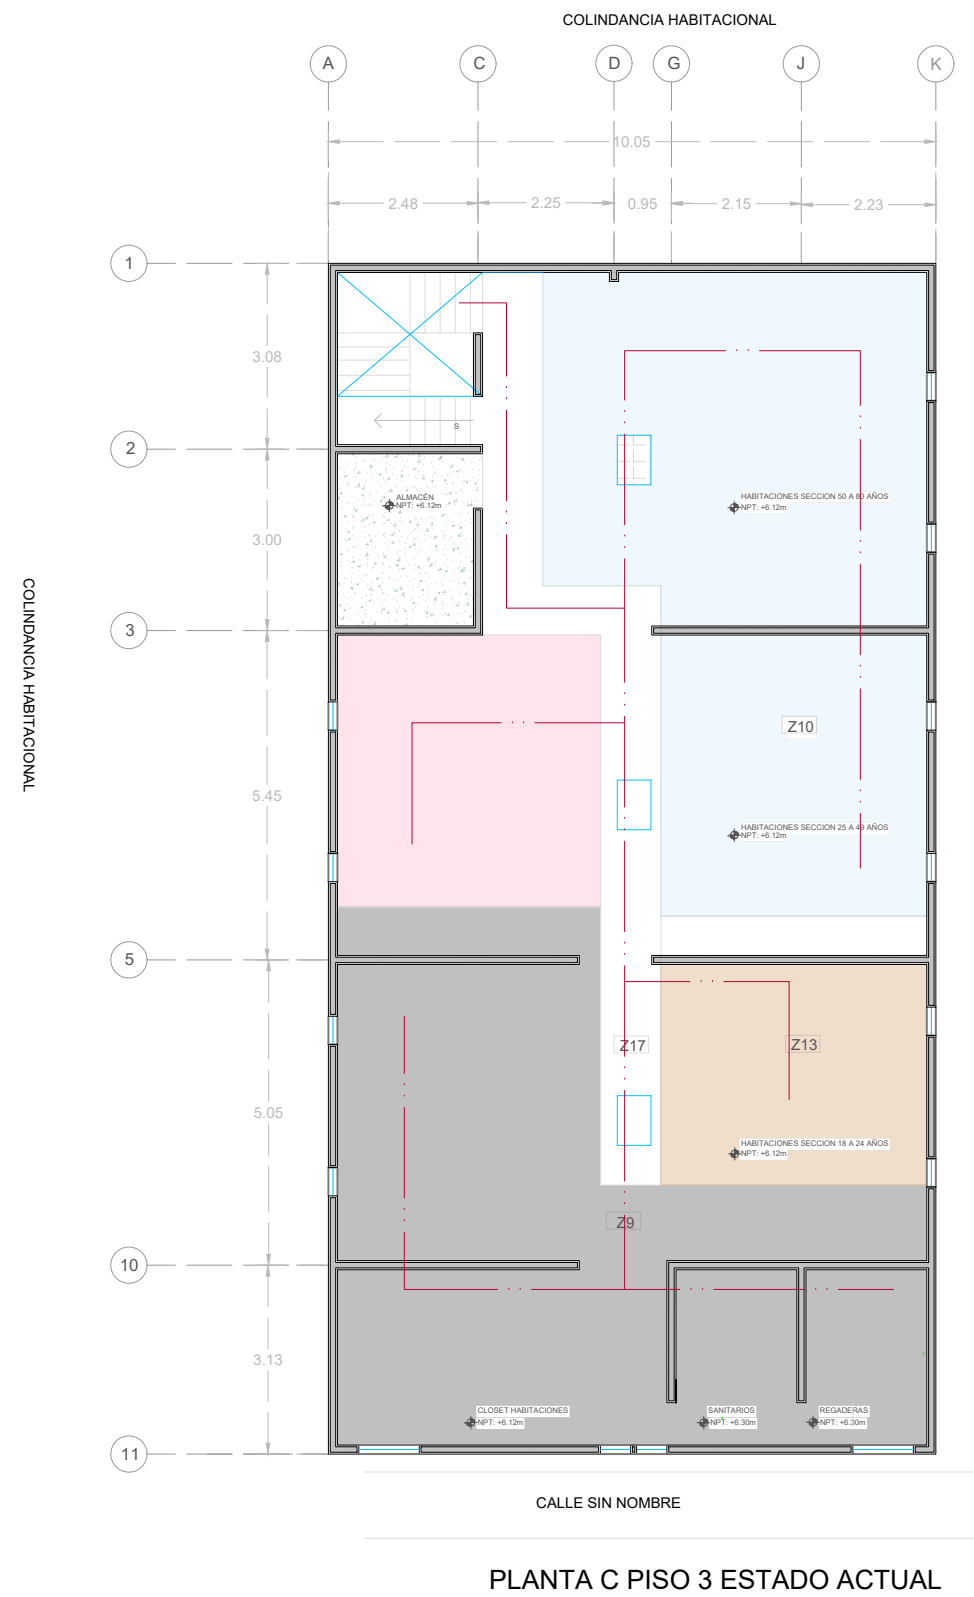 COLINDANCIA HABITACIONAL
A C D G J K
10.05
2.48 2.25 0.95 2.15 2.23
1
3.08
S
2
ALMACÉN
NPT: +6.12m
HABITACIONES SECCION 50 A 80 AÑOS
NPT: +6.12m
3.00
COLINDANCIA HABITACIONAL
3
Z10
5.45
HABITACIONES SECCION 25 A 49 AÑOS
NPT: +6.12m
5
Z17
Z13
5.05
HABITACIONES SECCION 18 A 24 AÑOS
NPT: +6.12m
Z9
10
3.13
CLOSET HABITACIONES
NPT: +6.12m
SANITARIOS
NPT: +6.30m
REGADERAS
NPT: +6.30m
11
CALLE SIN NOMBRE
PLANTA C PISO 3 ESTADO ACTUAL